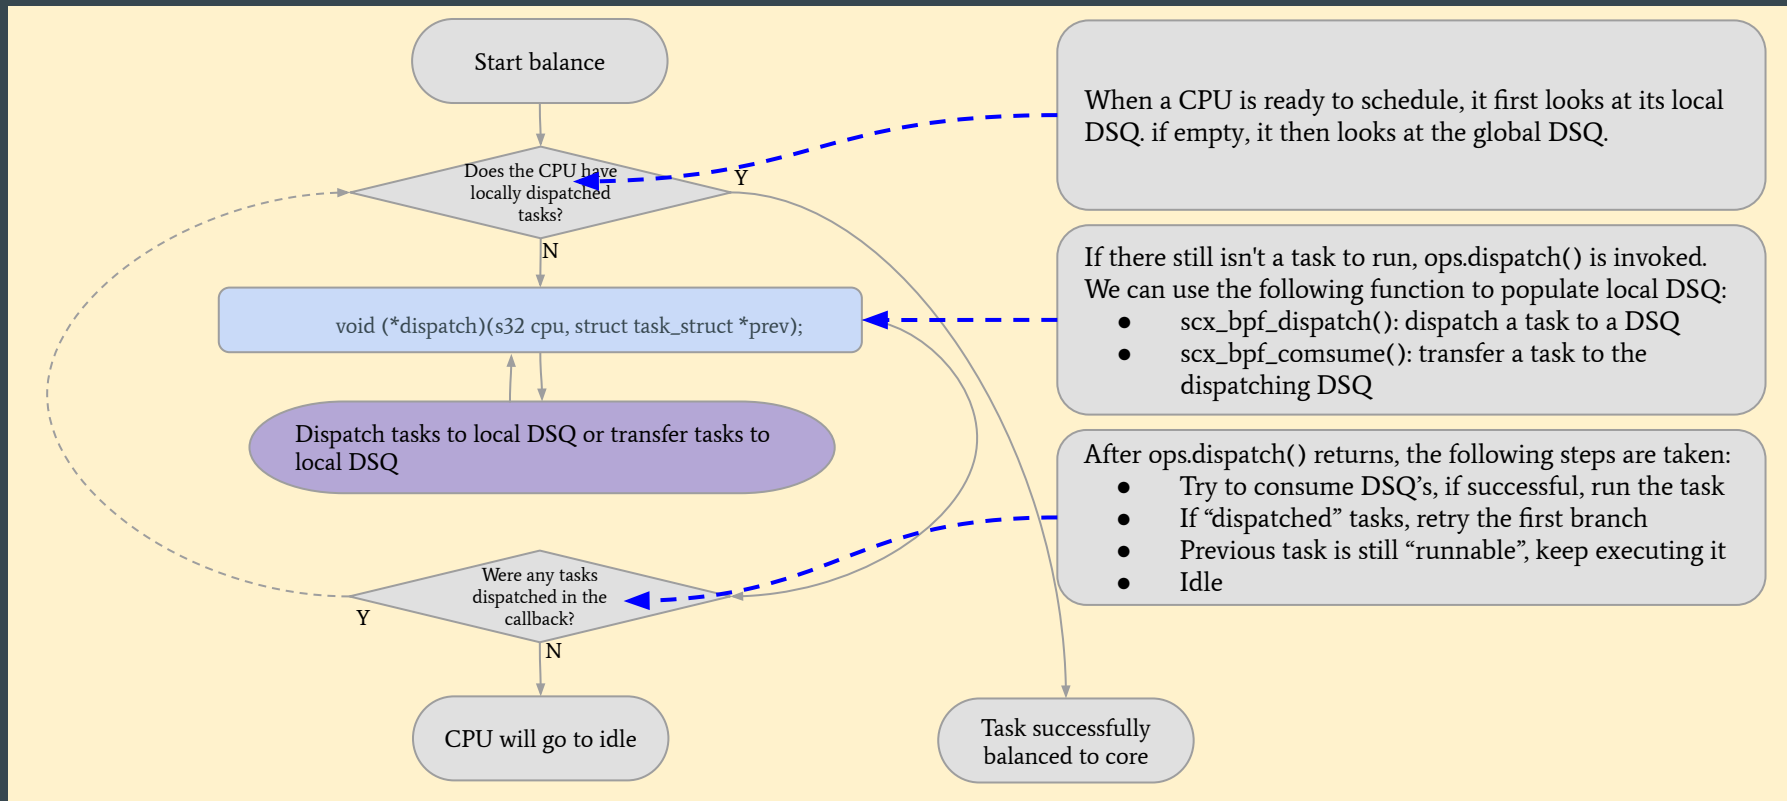 Start balance
Does the CPU have
locally dispatched
tasks?
Y
N
void (*dispatch)(s32 cpu, struct task_struct *prev);
Dispatch tasks to local DSQ or transfer tasks to
local DSQ
Were any tasks
dispatched in the
callback?
Y
N
CPU will go to idle
Task successfully
balanced to core
When a CPU is ready to schedule, it first looks at its local
DSQ. if empty, it then looks at the global DSQ.
If there still isn't a task to run, ops.dispatch() is invoked.
We can use the following function to populate local DSQ:
● scx_bpf_dispatch(): dispatch a task to a DSQ
● scx_bpf_comsume(): transfer a task to the
dispatching DSQ
After ops.dispatch() returns, the following steps are taken:
● Try to consume DSQ’s, if successful, run the task
● If “dispatched” tasks, retry the first branch
● Previous task is still “runnable”, keep executing it
● Idle